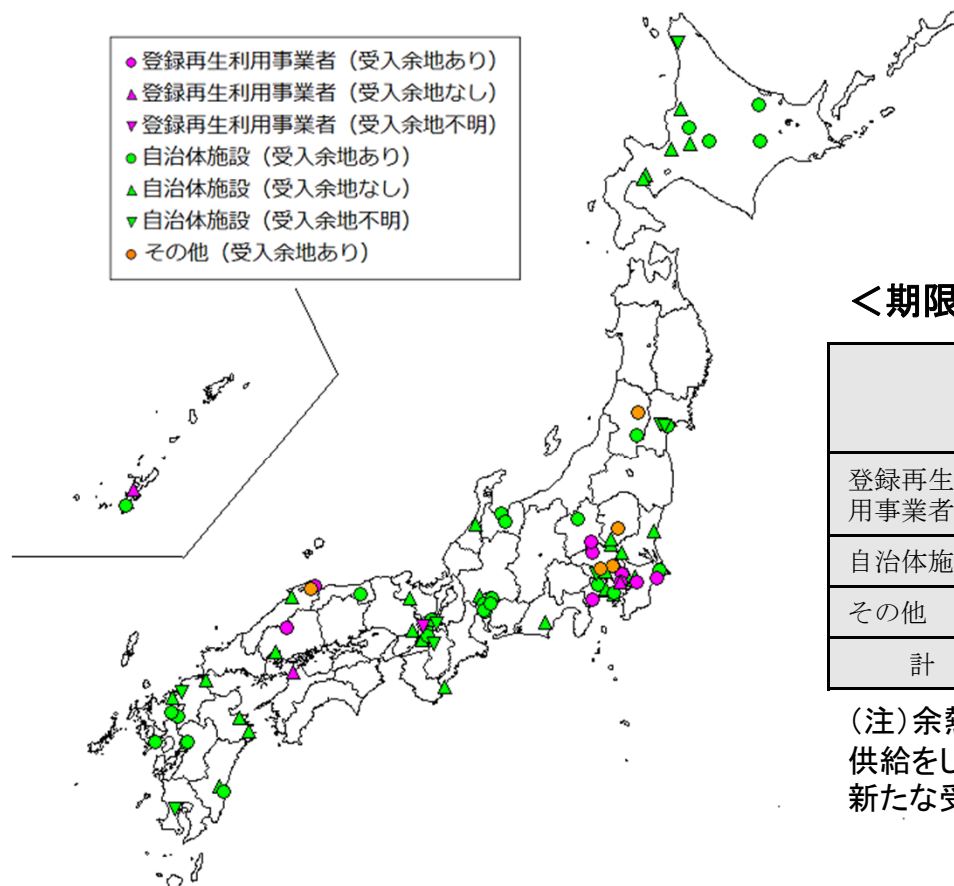 登録再生利用事業者（受入余地あり）
登録再生利用事業者（受入余地なし）
登録再生利用事業者（受入余地不明）
自治体施設（受入余地あり）
自治体施設（受入余地なし）
自治体施設（受入余地不明）
その他（受入余地あり）
＜期限
登録再生
用事業者
自治体施
その他
計
（注）余熱
供給をし
新たな受